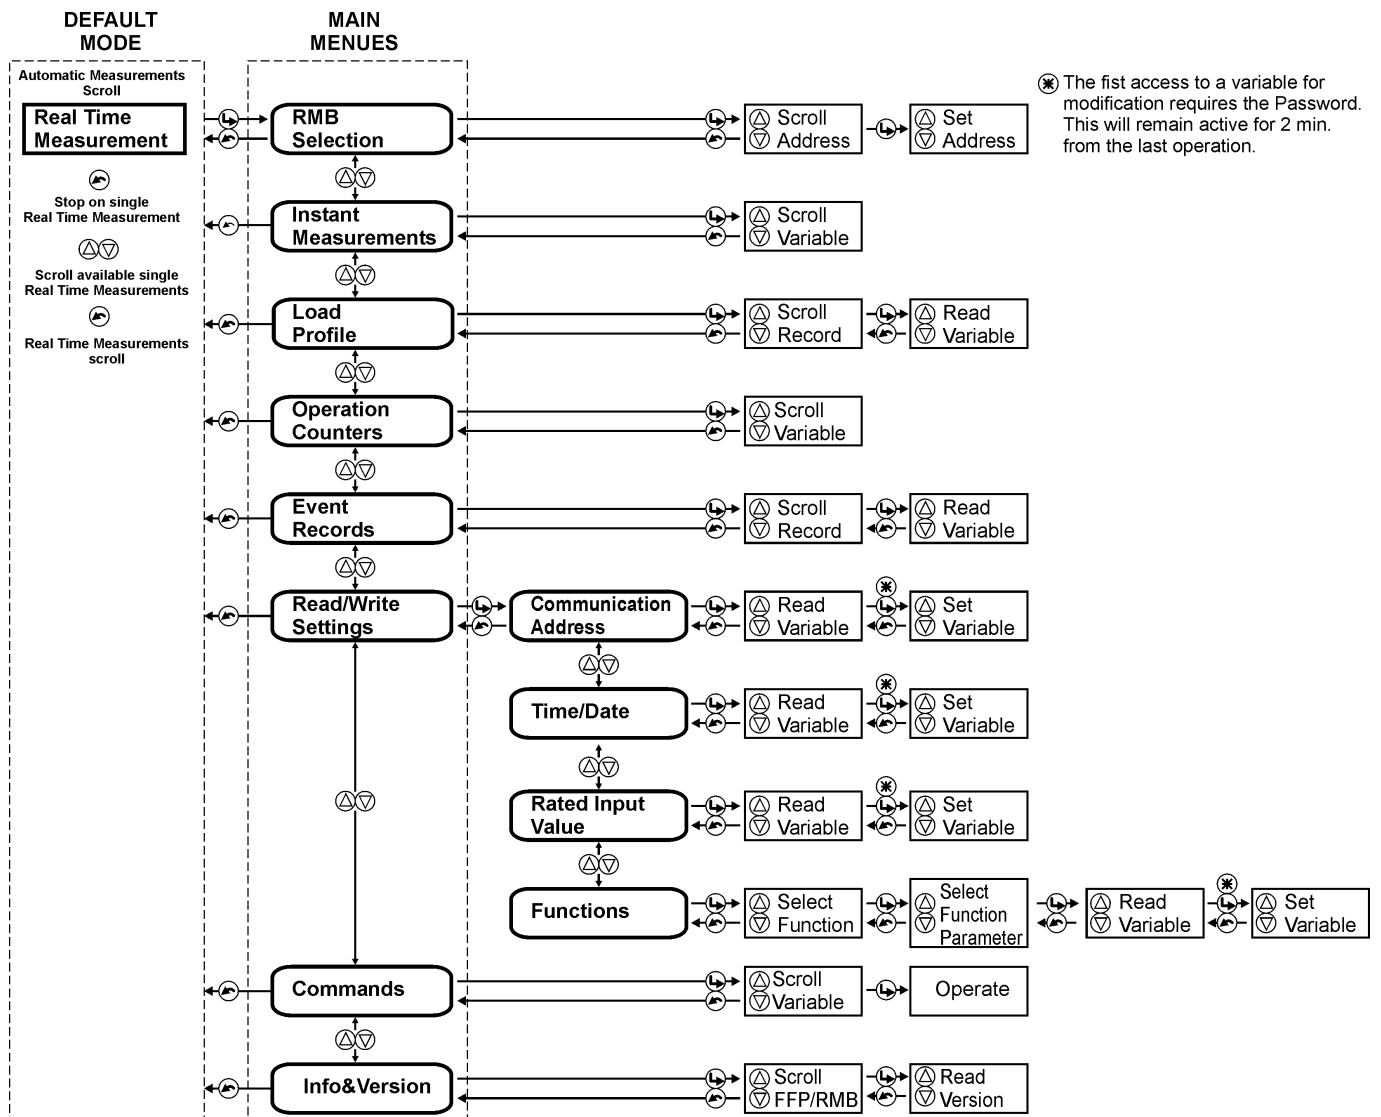 DEFAULT
MODE
MAIN
MENUES
Automatic Measurements
Scroll
Real Time
Measurement
Stop on single
Real Time Measurement
Scroll available single
Real Time Measurements
Real Time Measurements
scroll
The fist access to a variable for
modification requires the Password.
This will remain active for 2 min.
from the last operation.
RMB
Selection
Scroll
Address
Set
Address
Instant
Measurements
Scroll
Variable
Load
Profile
Scroll
Record
Read
Variable
Operation
Counters
Scroll
Variable
Event
Records
Scroll
Record
Read
Variable
Read/Write
Settings
Communication
Address
Read
Variable
Set
Variable
Time/Date
Read
Variable
Set
Variable
Rated Input
Value
Read
Variable
Set
Variable
Functions
Select
Function
Select
Function
Parameter
Read
Variable
Set
Variable
Commands
Scroll
Variable
Operate
Info&Version
Scroll
FFP/RMB
Read
Version